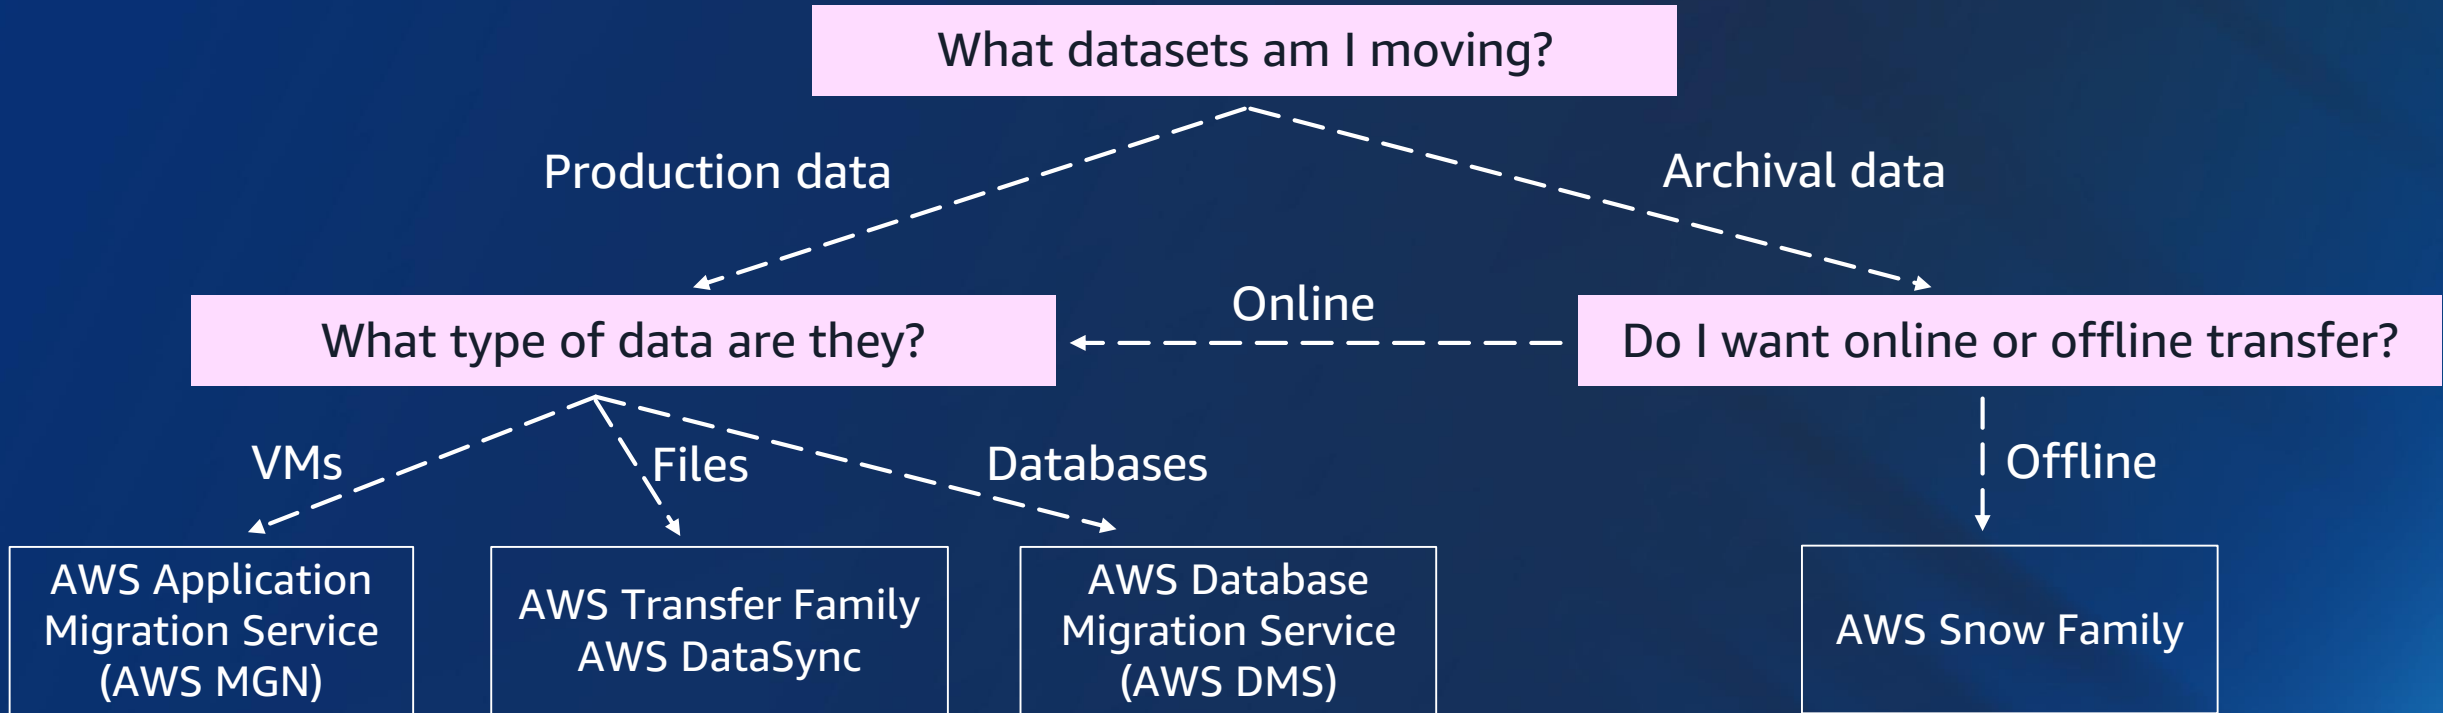 What datasets am I moving?
Production data
Archival data
Online
What type of data are they?
Do I want online or offline transfer?
VMs
Files
Databases
Offline
AWS Application
Migration Service
(AWS MGN)
AWS Transfer Family
AWS DataSync
AWS Database
Migration Service
(AWS DMS)
AWS Snow Family